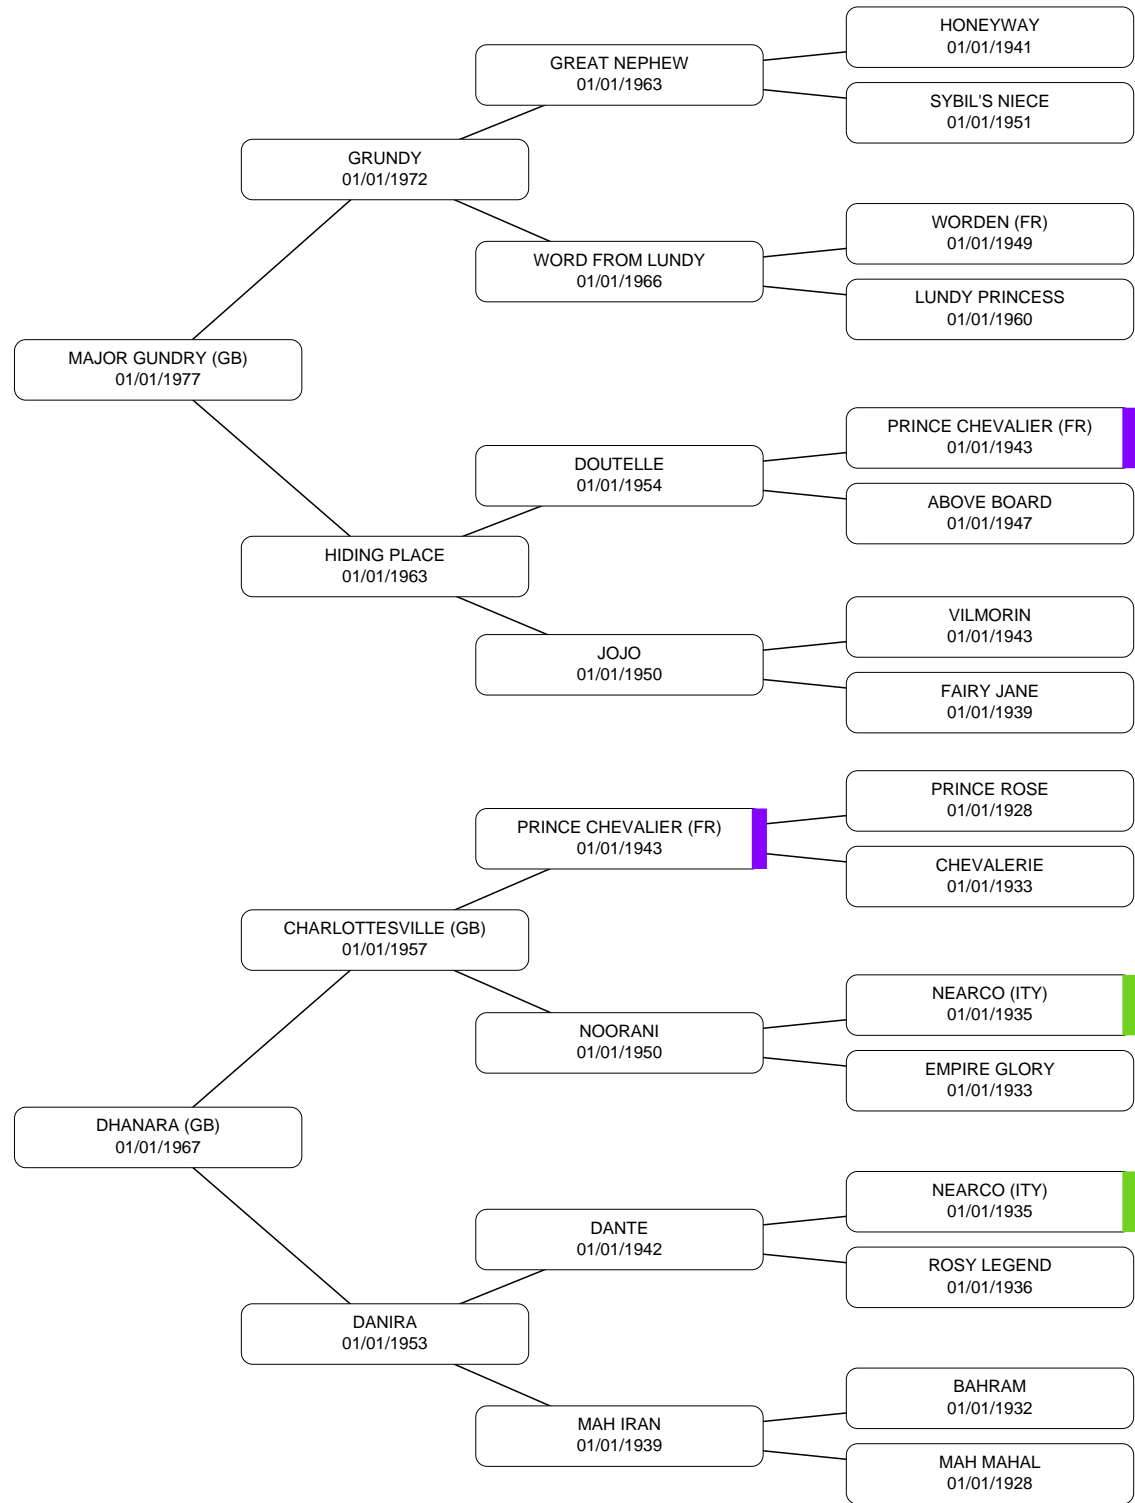 HONEYWAY
01/01/1941
GREAT NEPHEW
01/01/1963
SYBIL'S NIECE
01/01/1951
GRUNDY
01/01/1972
WORDEN (FR)
01/01/1949
WORD FROM LUNDY
01/01/1966
LUNDY PRINCESS
01/01/1960
MAJOR GUNDRY (GB)
01/01/1977
PRINCE CHEVALIER (FR)
01/01/1943
DOUTELLE
01/01/1954
ABOVE BOARD
01/01/1947
HIDING PLACE
01/01/1963
VILMORIN
01/01/1943
JOJO
01/01/1950
FAIRY JANE
01/01/1939
PRINCE ROSE
01/01/1928
PRINCE CHEVALIER (FR)
01/01/1943
CHEVALERIE
01/01/1933
CHARLOTTESVILLE (GB)
01/01/1957
NEARCO (ITY)
01/01/1935
NOORANI
01/01/1950
EMPIRE GLORY
01/01/1933
DHANARA (GB)
01/01/1967
NEARCO (ITY)
01/01/1935
DANTE
01/01/1942
ROSY LEGEND
01/01/1936
DANIRA
01/01/1953
BAHRAM
01/01/1932
MAH IRAN
01/01/1939
MAH MAHAL
01/01/1928